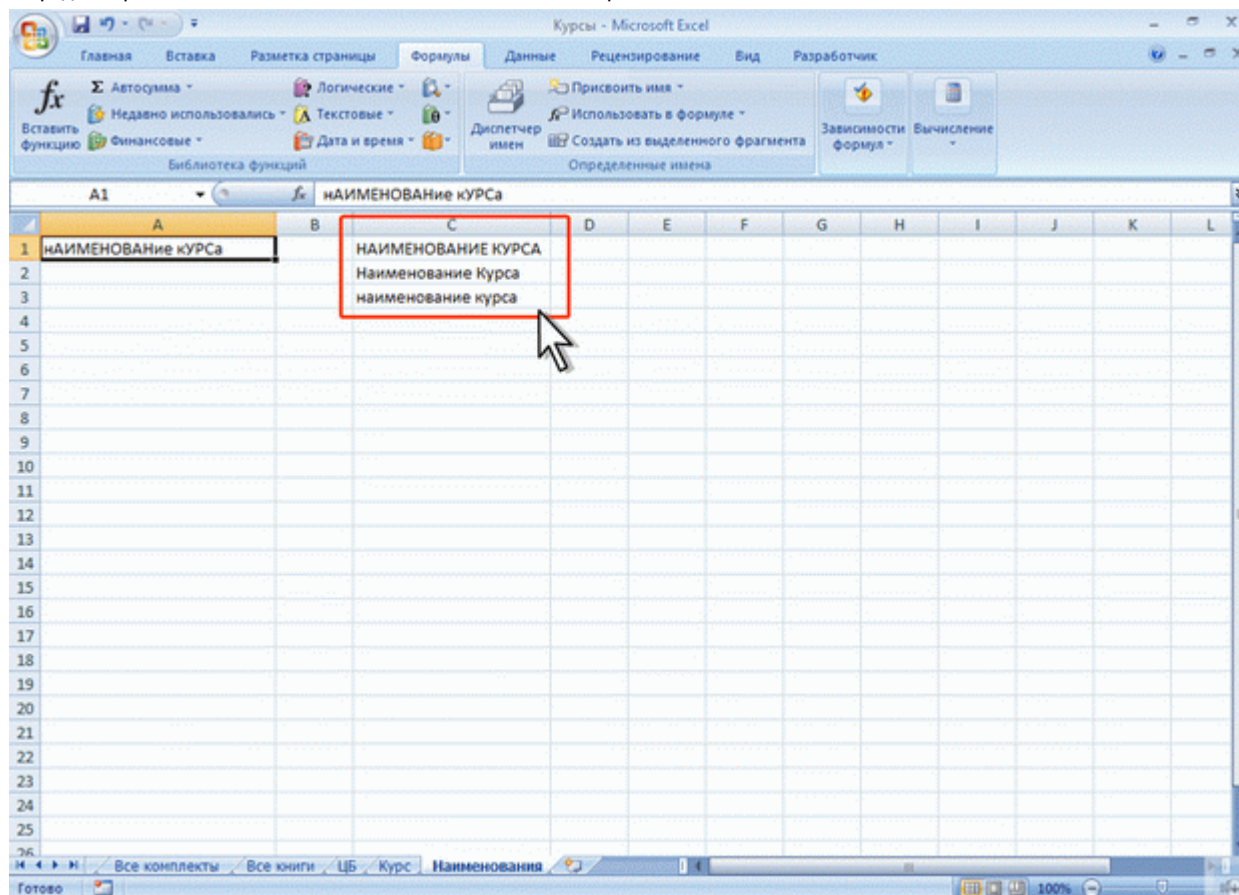 Курсы - Microsoft Excel
Главная Вставка Разметка страницы Формулы Данные Рецензирование Вид Разработчик
fx Вставить функцию
Σ Автосумма
Недавно использовались
Финансовые
Логические
Текстовые
Дата и время
Библиотека функций
Диспетчер имен
Присвоить имя
Использовать в формуле
Создать из выделенного фрагмента
Определенные имена
Зависимости формул
Вычисление
A1 fx нАИМЕНОВАНие кУРСа
A B C D E F G H I J K L
1 нАИМЕНОВАНие кУРСа НАИМЕНОВАНИЕ КУРСА
2 Наименование Курса
3 наименование курса
4
5
6
7
8
9
10
11
12
13
14
15
16
17
18
19
20
21
22
23
24
25
26
Все комплекты Все книги ЦБ Курс Наименования
Готово 100%